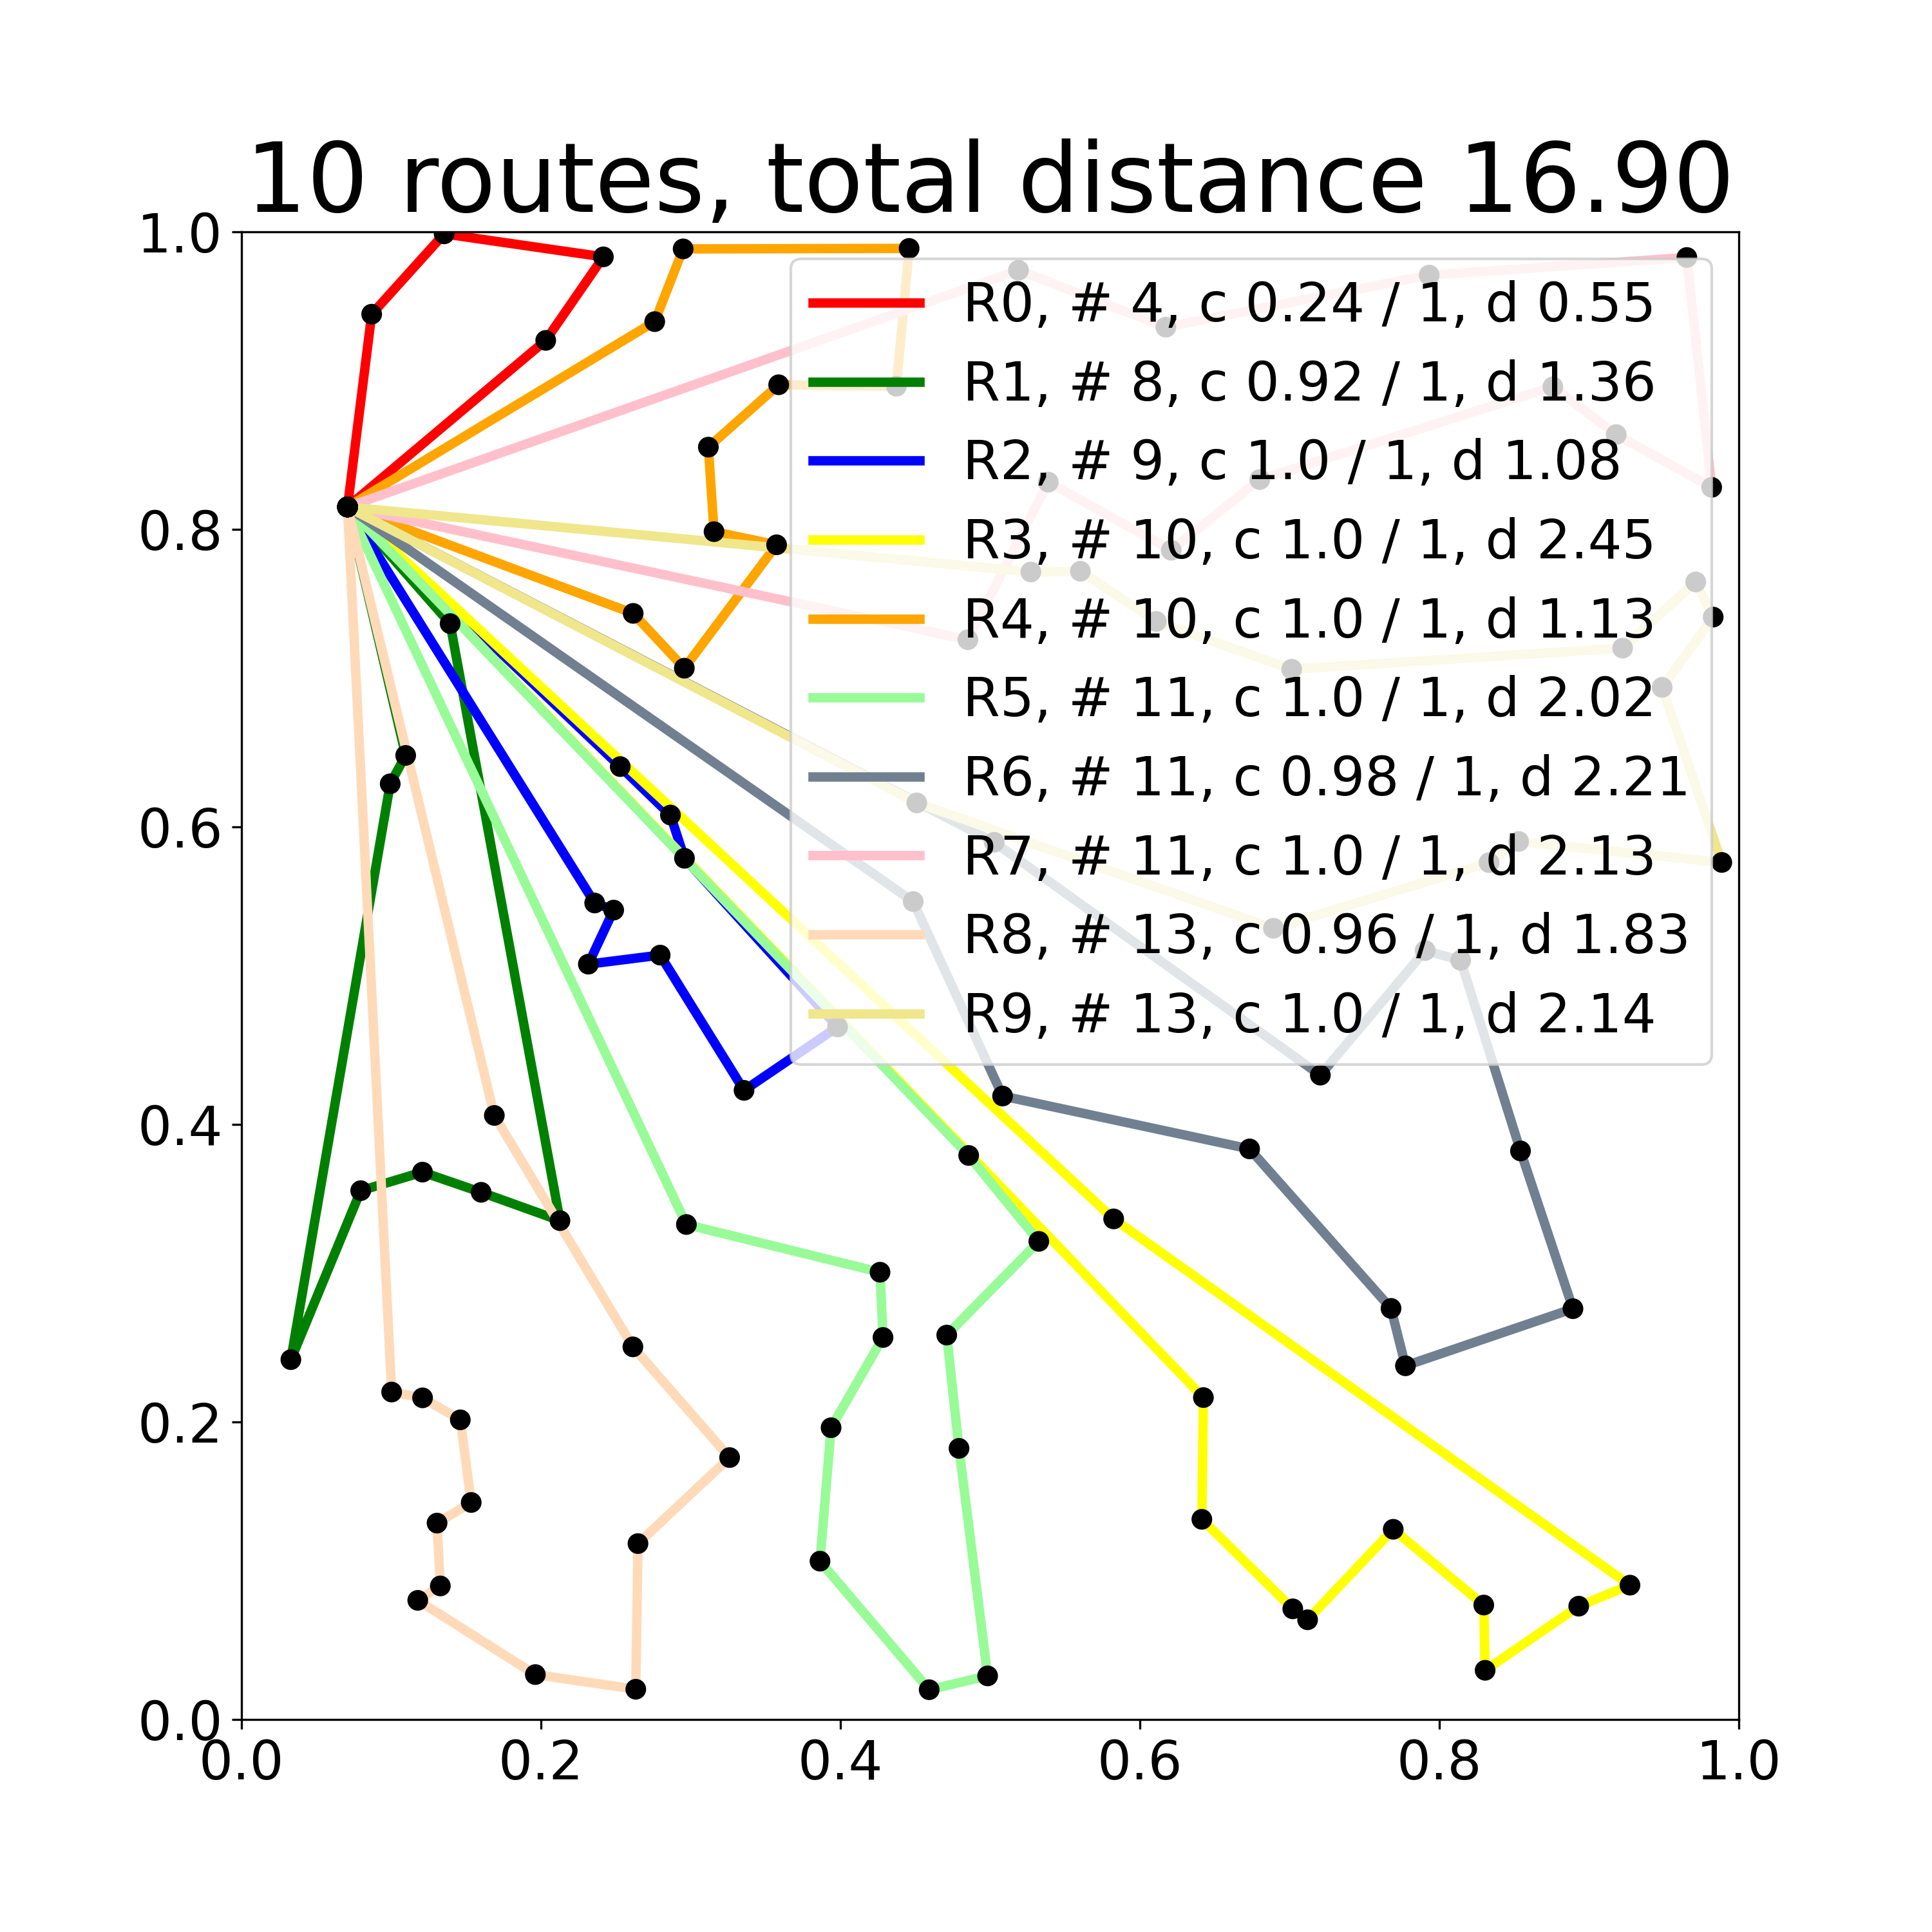 10 routes, total distance 16.90
1.0
0.8
0.6
0.4
0.2
0.0
R0, # 4, c 0.24 / 1, d 0.55
R1, # 8, c 0.92 / 1, d 1.36
R2, # 9, c 1.0 / 1, d 1.08
R3, # 10, c 1.0 / 1, d 2.45
R4, # 10, c 1.0 / 1, d 1.13
R5, # 11, c 1.0 / 1, d 2.02
R6, # 11, c 0.98 / 1, d 2.21
R7, # 11, c 1.0 / 1, d 2.13
R8, # 13, c 0.96 / 1, d 1.83
R9, # 13, c 1.0 / 1, d 2.14
0.0 0.2 0.4 0.6 0.8 1.0